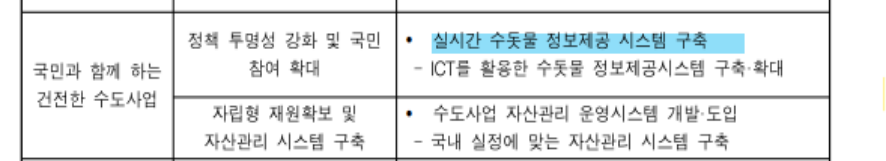 국민과 함께 하는
건전한 수도사업
정책 투명성 강화 및 국민
참여 확대
• 실시간 수돗물 정보제공 시스템 구축
- ICT를 활용한 수돗물 정보제공시스템 구축·확대
자립형 재원확보 및
자산관리 시스템 구축
• 수도사업 자산관리 운영시스템 개발·도입
- 국내 실정에 맞는 자산관리 시스템 구축